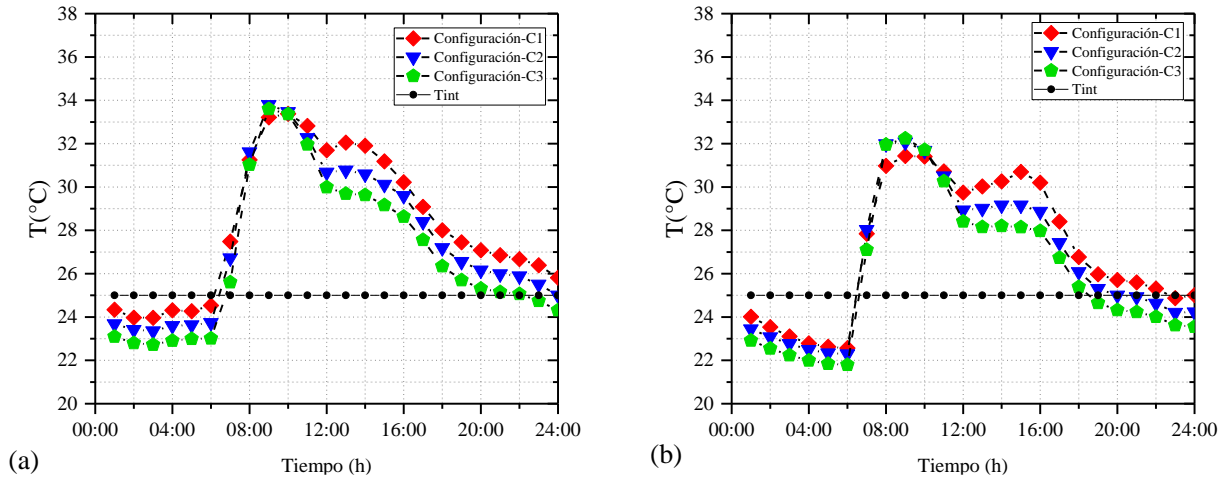 38
36
34
32
30
28
26
24
22
20
T(°C)
00:00 04:00 08:00 12:00 16:00 20:00 24:00
Tiempo (h)
Configuración-C1
Configuración-C2
Configuración-C3
Tint
(a)
38
36
34
32
30
28
26
24
22
20
T(°C)
00:00 04:00 08:00 12:00 16:00 20:00 24:00
Tiempo (h)
Configuración-C1
Configuración-C2
Configuración-C3
Tint
(b)